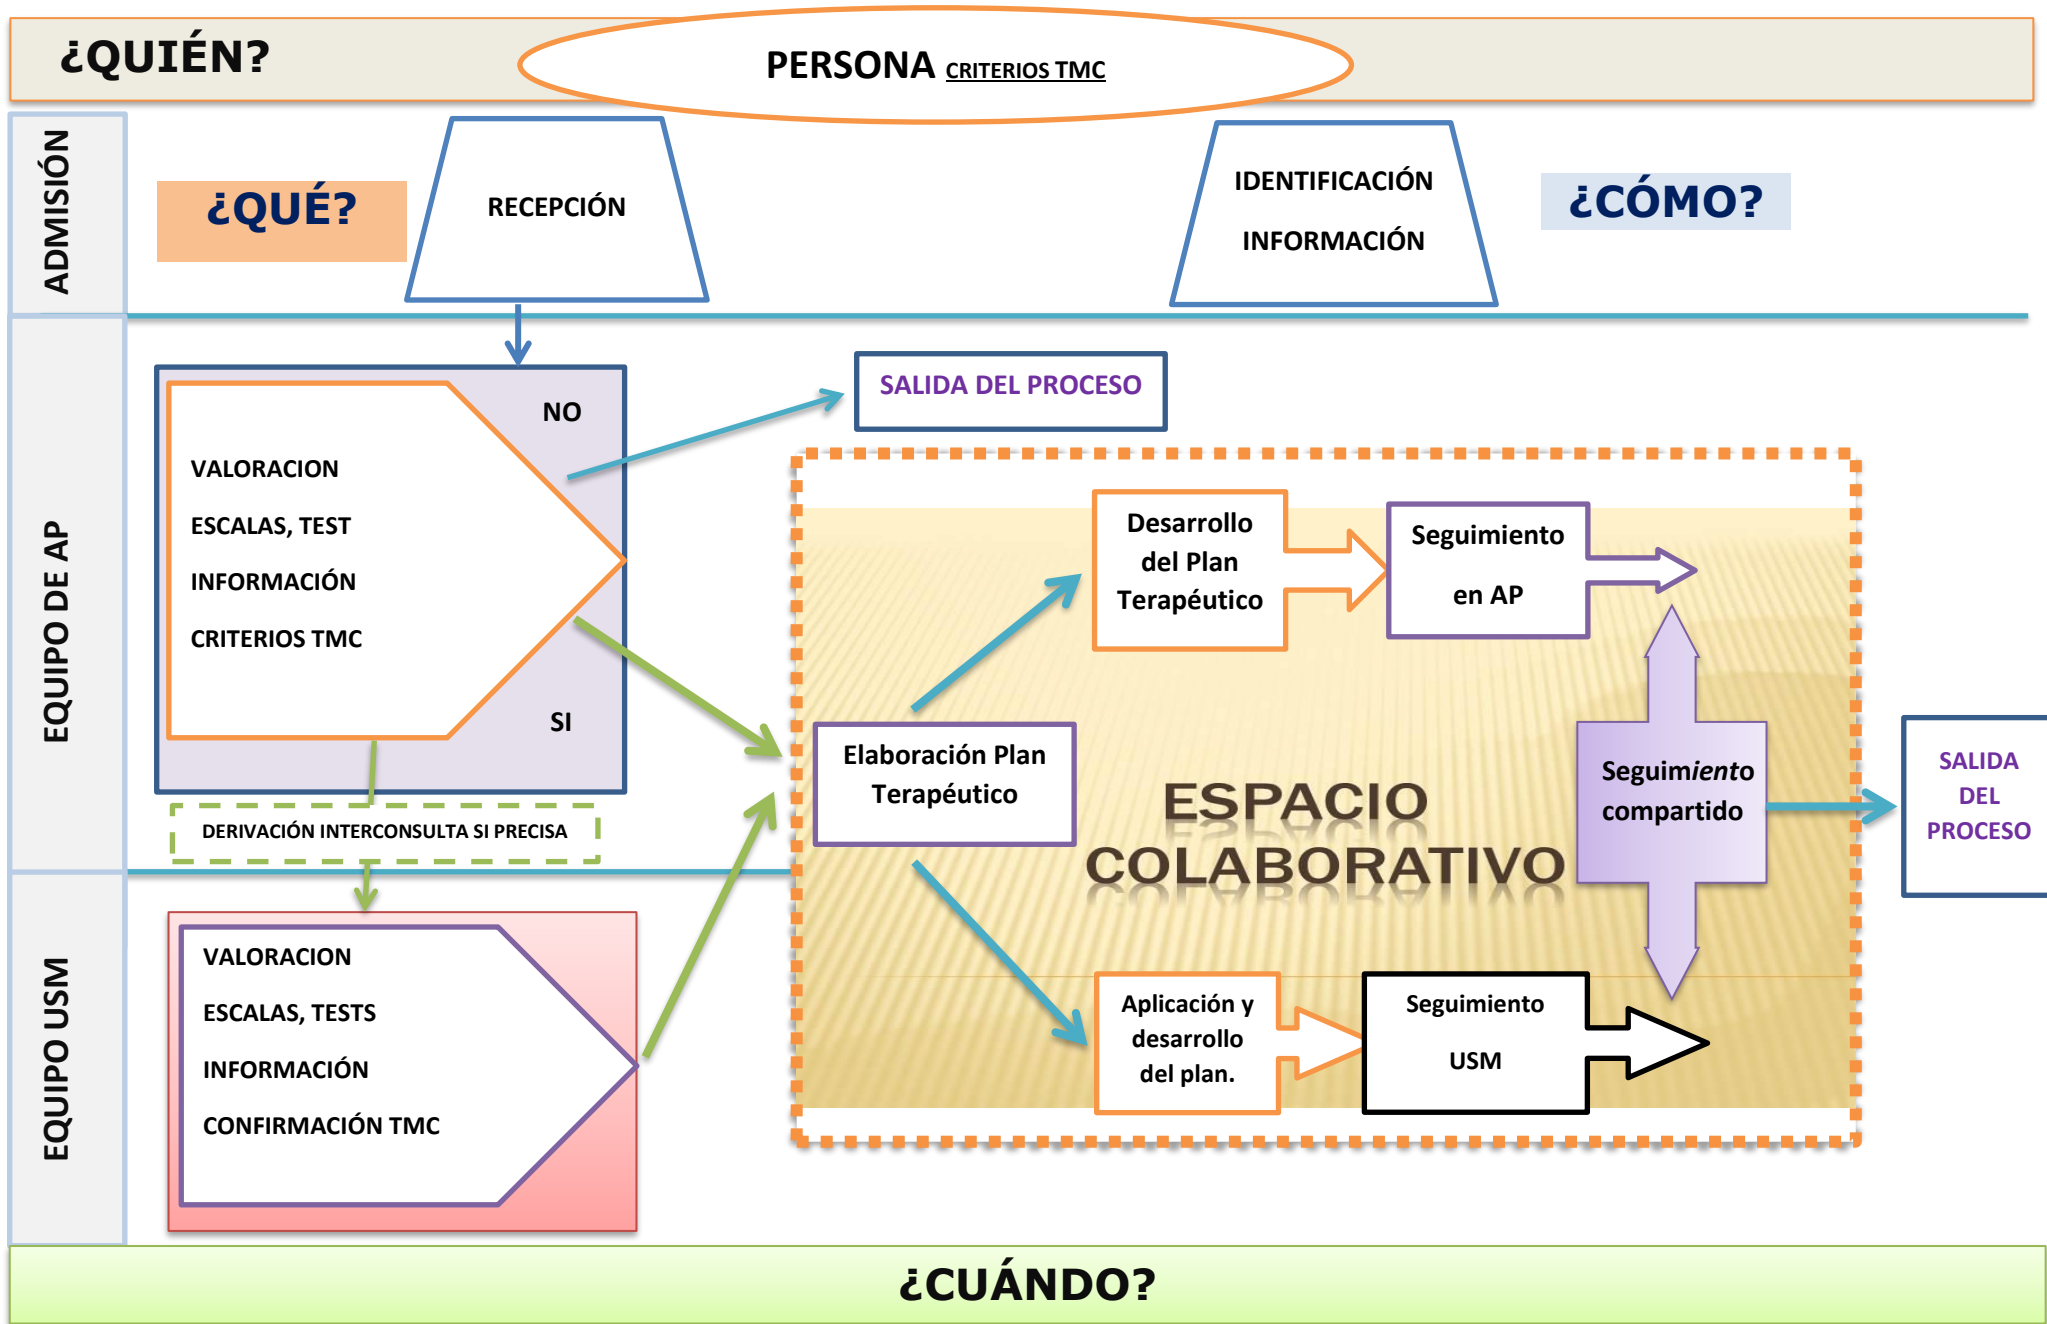 ¿QUIÉN?
PERSONA CRITERIOS TMC
ADMISIÓN
¿QUÉ?
RECEPCIÓN
IDENTIFICACIÓN
INFORMACIÓN
¿CÓMO?
EQUIPO DE AP
NO
VALORACION
ESCALAS, TEST
INFORMACIÓN
CRITERIOS TMC
SI
SALIDA DEL PROCESO
DERIVACIÓN INTERCONSULTA SI PRECISA
Elaboración Plan
Terapéutico
Desarrollo
del Plan
Terapéutico
Seguimiento
en AP
ESPACIO
COLABORATIVO
Seguimiento
compartido
SALIDA
DEL
PROCESO
EQUIPO USM
VALORACION
ESCALAS, TESTS
INFORMACIÓN
CONFIRMACIÓN TMC
Aplicación y
desarrollo
del plan.
Seguimiento
USM
¿CUÁNDO?